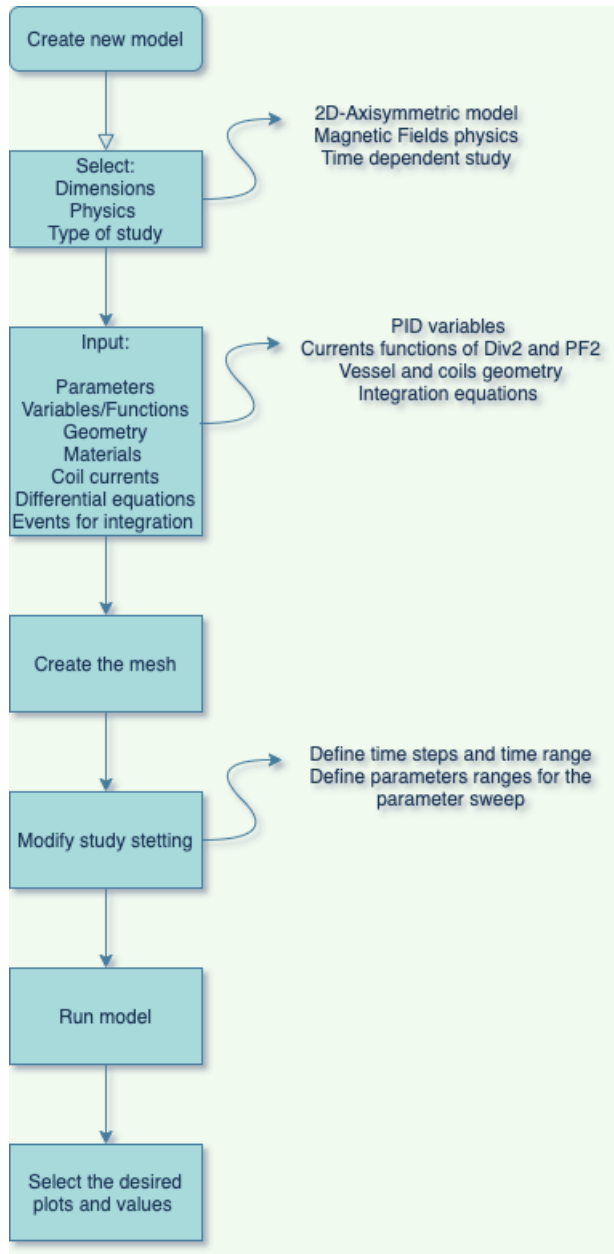 Create new model
2D-Axisymmetric model
Magnetic Fields physics
Time dependent study
Select:
Dimensions
Physics
Type of study
PID variables
Currents functions of Div2 and PF2
Vessel and coils geometry
Integration equations
Input:
Parameters
Variables/Functions
Geometry
Materials
Coil currents
Differential equations
Events for integration
Create the mesh
Define time steps and time range
Define parameters ranges for the
parameter sweep
Modify study stetting
Run model
Select the desired
plots and values